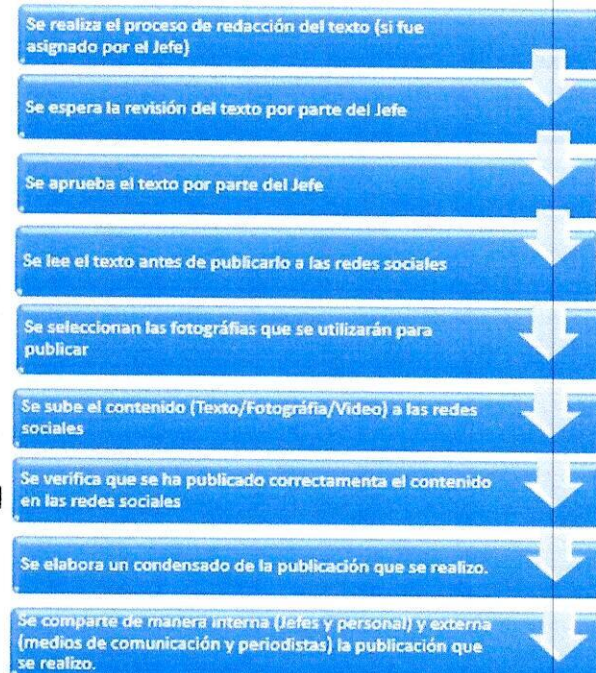 Se realiza el proceso de redacción del texto (si fue
asignado por el Jefe)
Se espera la revisión del texto por parte del Jefe
Se aprueba el texto por parte del Jefe
Se lee el texto antes de publicarlo a las redes sociales
Se seleccionan las fotográfias que se utilizarán para
publicar
Se sube el contenido (Texto/Fotográfia/Video) a las redes
sociales
Se verifica que se ha publicado correctamenta el contenido
en las redes sociales
Se elabora un condensado de la publicación que se realizo.
Se comparte de manera interna (Jefes y personal) y externa
(medios de comunicación y periodistas) la publicación que
se realizo.